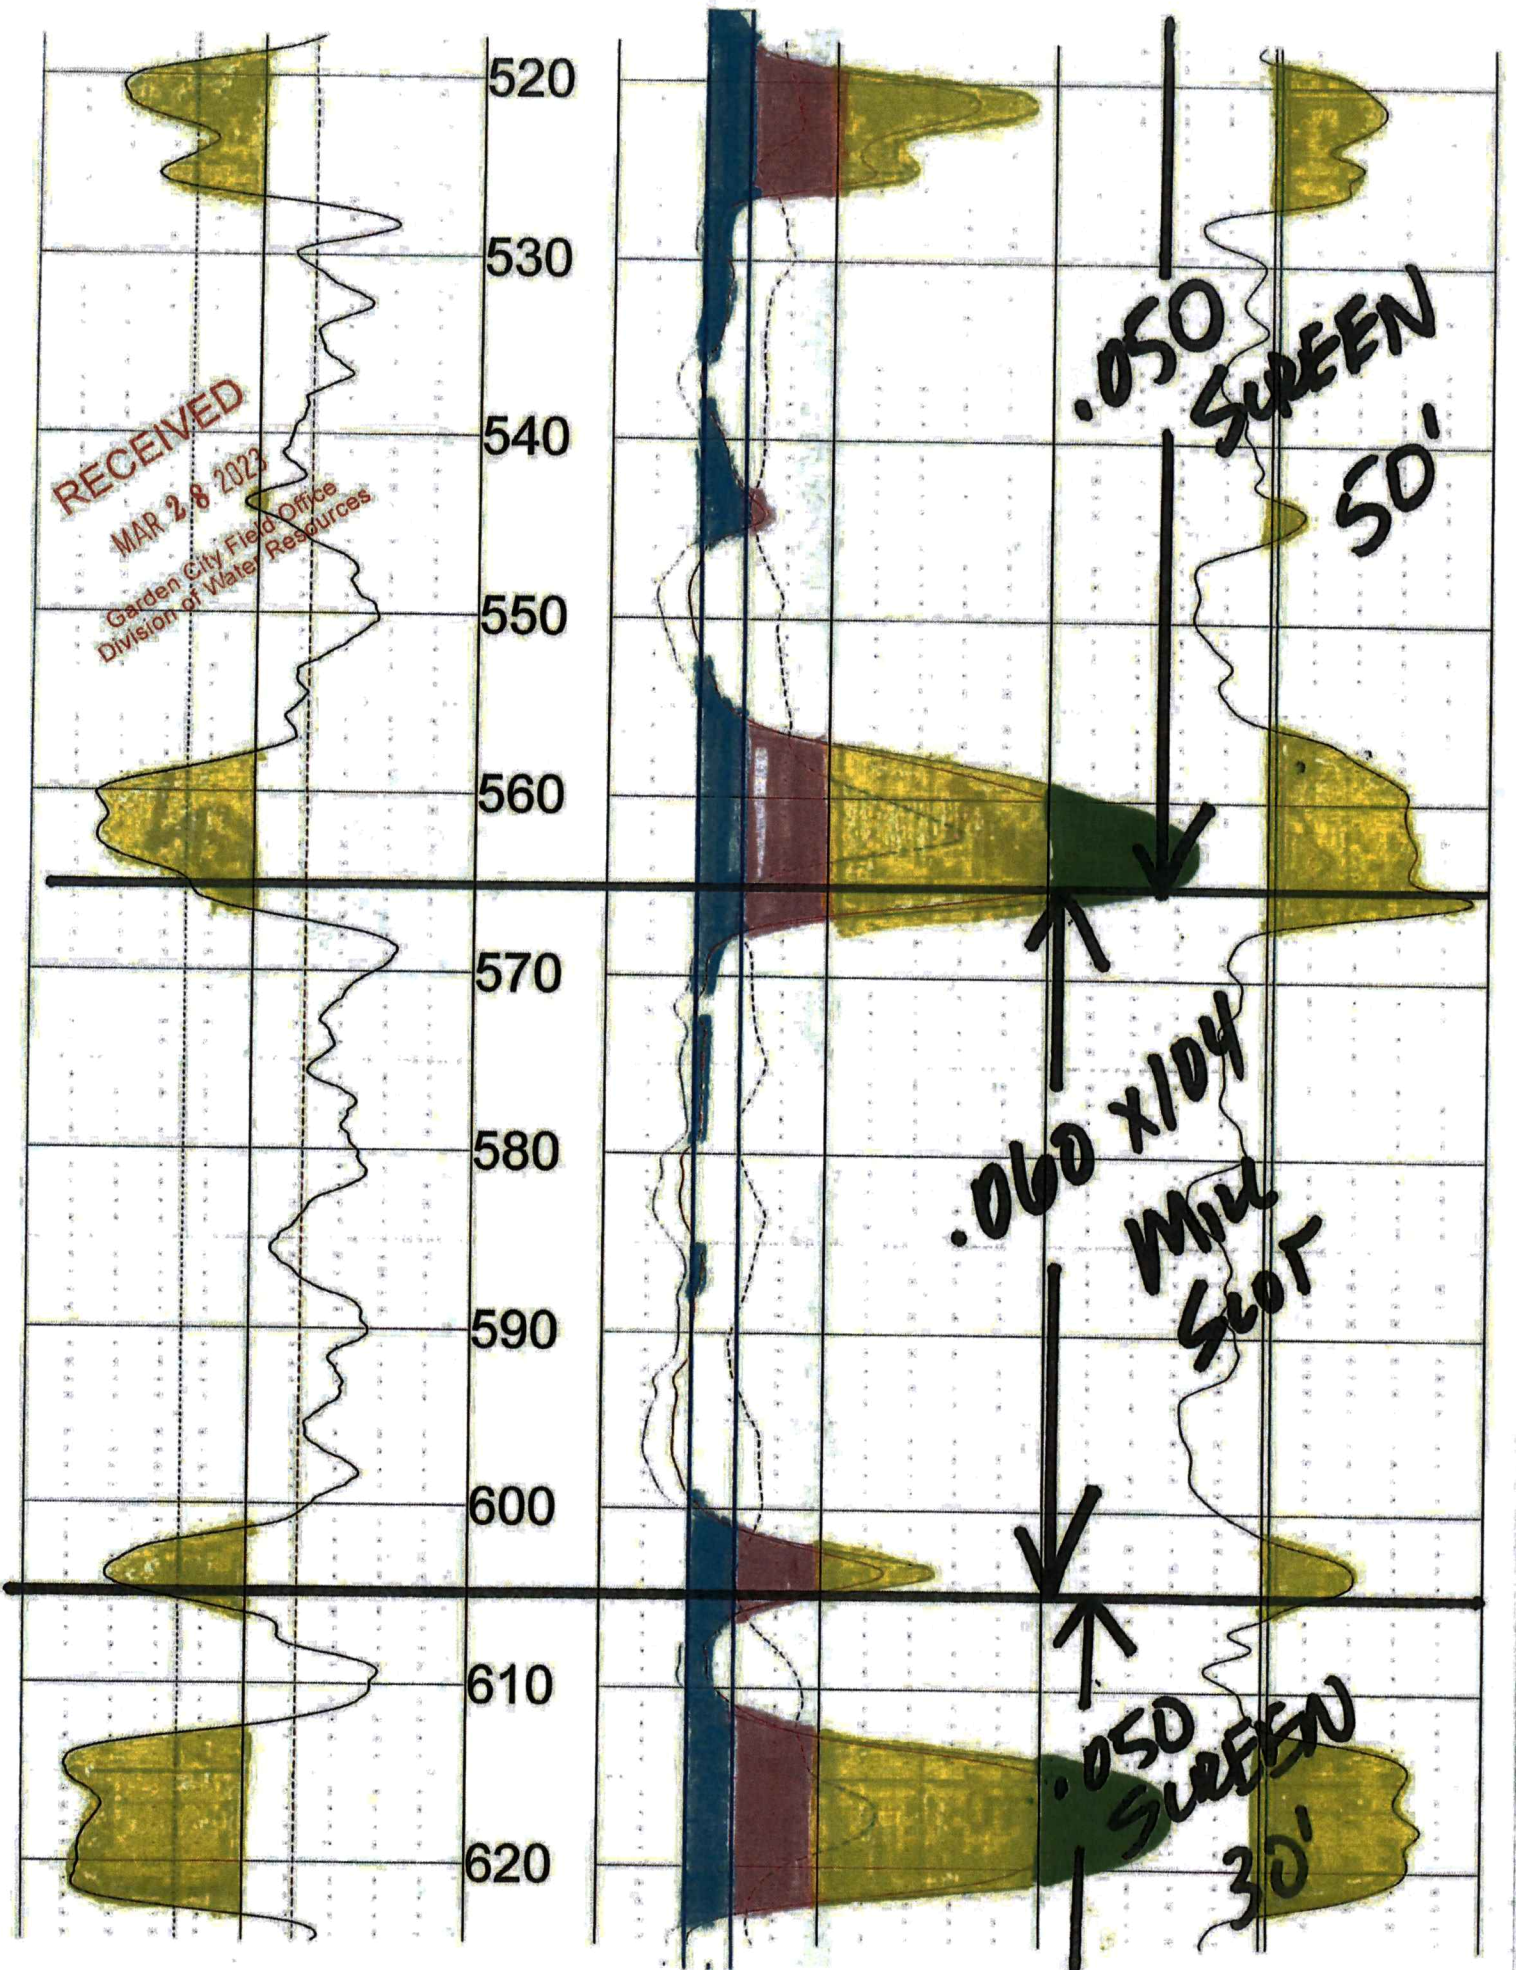 520
530
.050
SCREEN
50'
RECEIVED
MAR 28 2023
Garden City Field Office
Division of Water Resources
540
550
560
570
.060 x104
MILL
SLOT
580
590
600
610
.050
SCREEN
30'
620